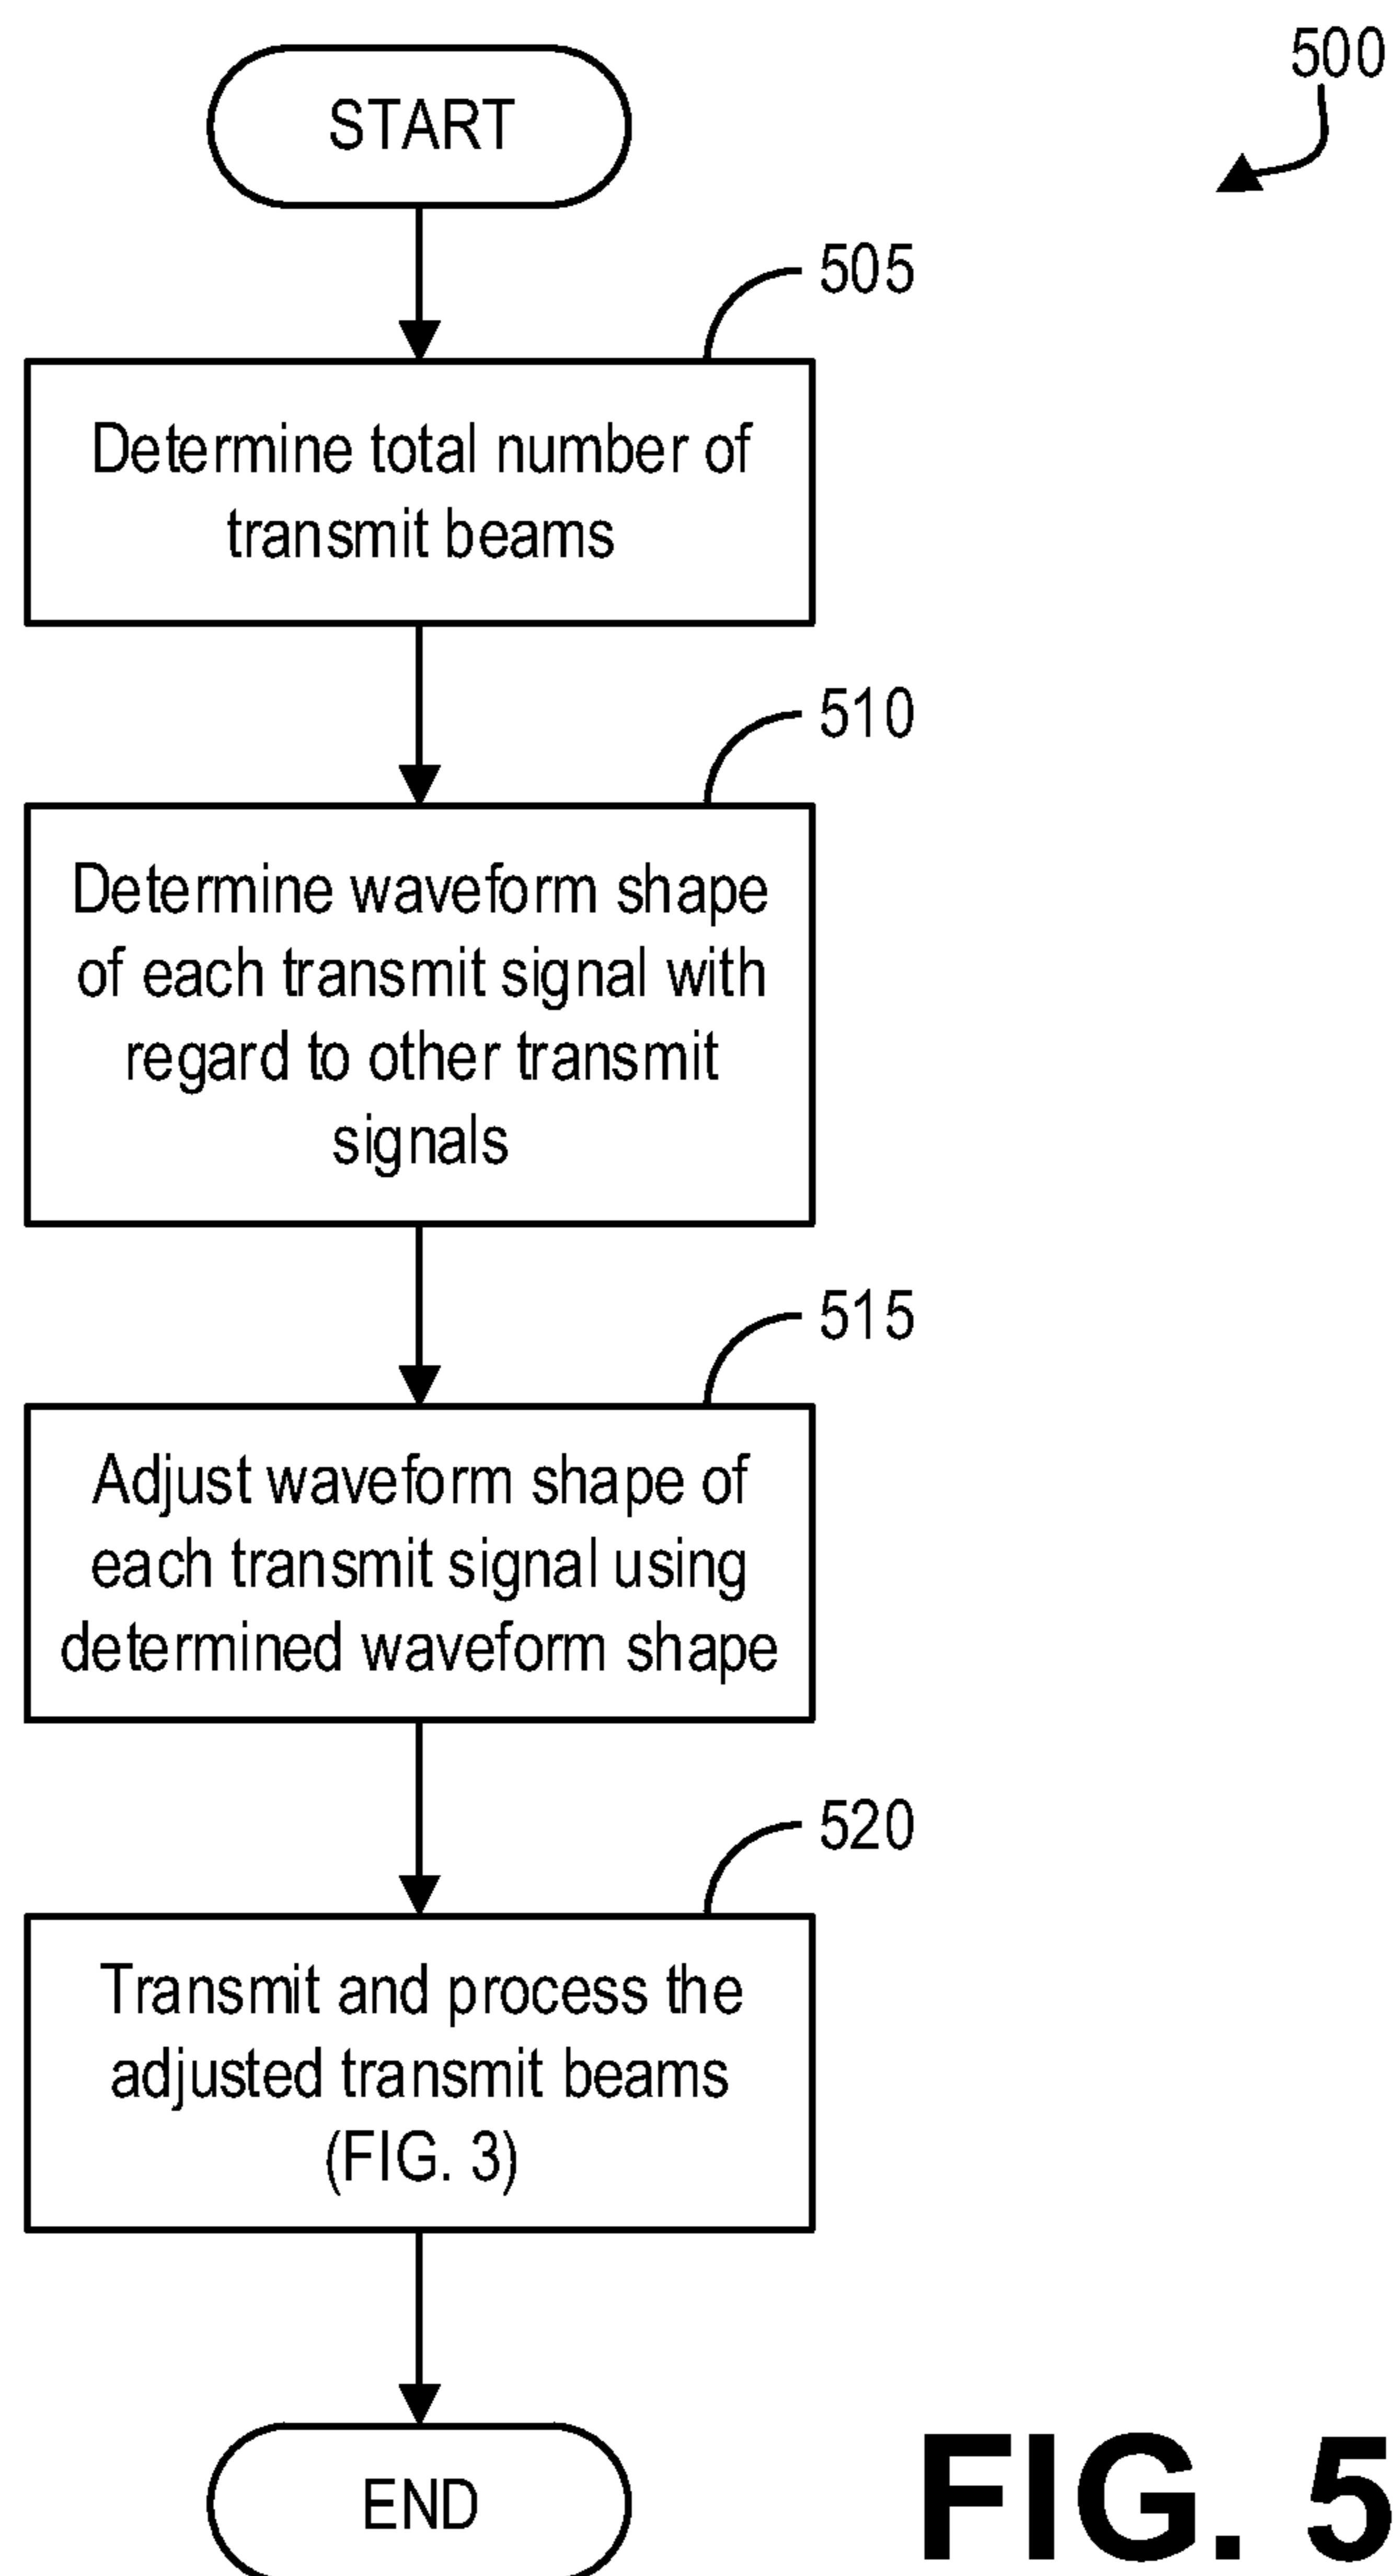 500
START
505
Determine total number of
transmit beams
510
Determine waveform shape
of each transmit signal with
regard to other transmit
signals
515
Adjust waveform shape of
each transmit signal using
determined waveform shape
520
Transmit and process the
adjusted transmit beams
(FIG. 3)
END
FIG. 5